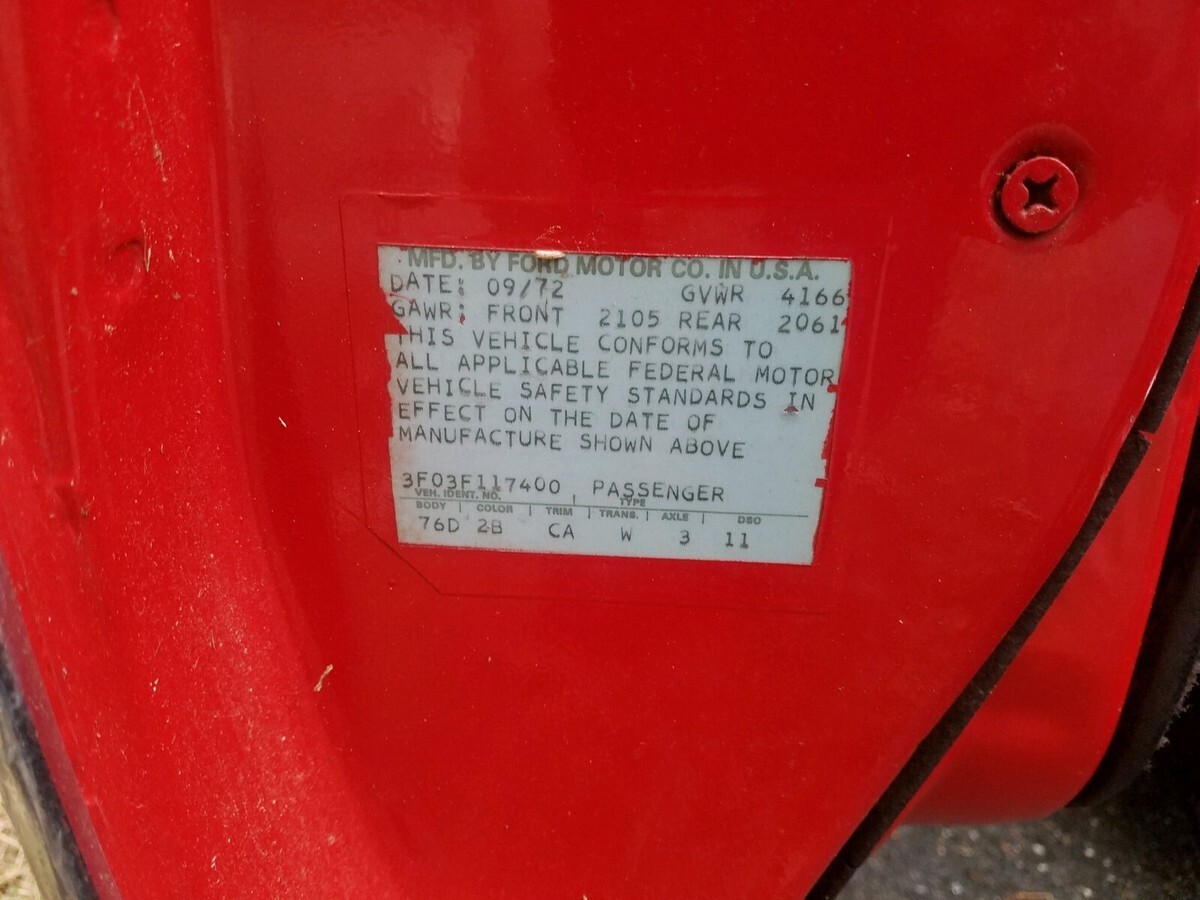 MFD. BY FORD MOTOR CO. IN U.S.A.
DATE: 09/72 GVWR 4166
GAWR: FRONT 2105 REAR 2061
THIS VEHICLE CONFORMS TO
ALL APPLICABLE FEDERAL MOTOR
VEHICLE SAFETY STANDARDS IN
EFFECT ON THE DATE OF
MANUFACTURE SHOWN ABOVE
3F03F117400 PASSENGER
VEH. IDENT. NO. TYPE
BODY COLOR TRIM TRANS. AXLE DSO
76D 2B CA W 3 11